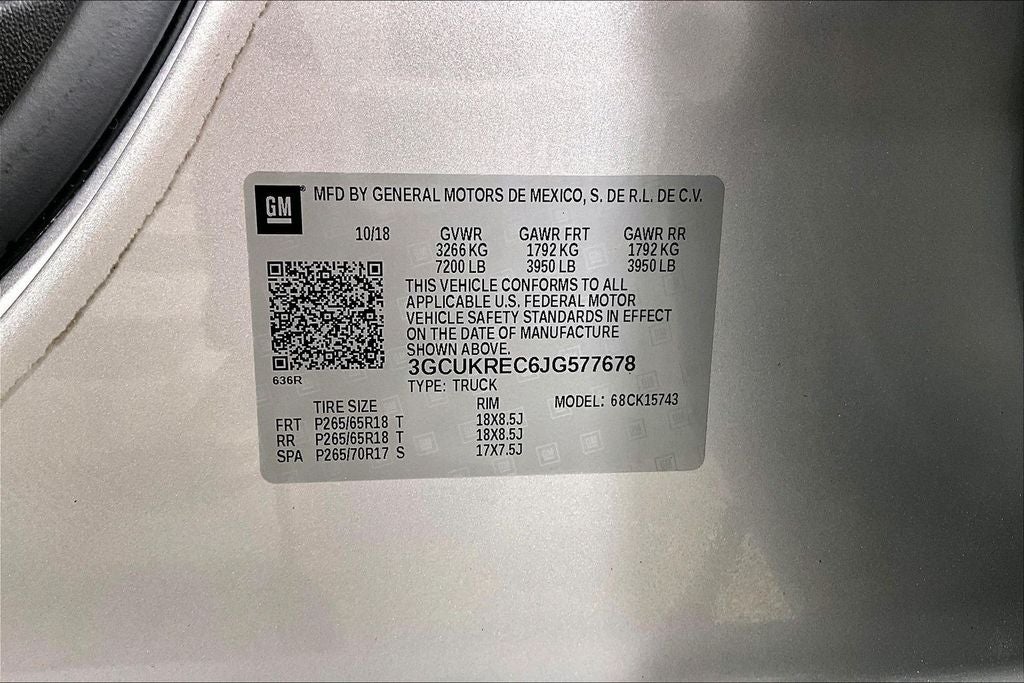 GM
MFD BY GENERAL MOTORS DE MEXICO, S. DE R.L. DE C.V.
10/18 GVWR GAWR FRT GAWR RR
3266 KG 1792 KG 1792 KG
7200 LB 3950 LB 3950 LB
THIS VEHICLE CONFORMS TO ALL
APPLICABLE U.S. FEDERAL MOTOR
VEHICLE SAFETY STANDARDS IN EFFECT
ON THE DATE OF MANUFACTURE
SHOWN ABOVE.
3GCUKREC6JG577678
636R
TYPE: TRUCK
TIRE SIZE RIM MODEL: 68CK15743
FRT P265/65R18 T 18X8.5J
RR P265/65R18 T 18X8.5J
SPA P265/70R17 S 17X7.5J